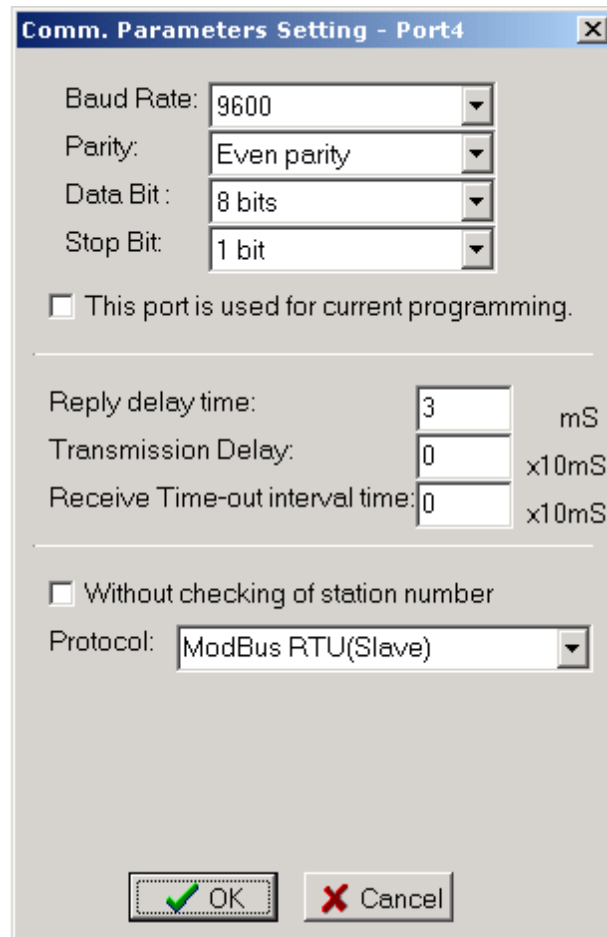 Comm. Parameters Setting - Port4
Baud Rate: 9600
Parity: Even parity
Data Bit : 8 bits
Stop Bit: 1 bit
This port is used for current programming.
Reply delay time: 3 mS
Transmission Delay: 0 x10mS
Receive Time-out interval time: 0 x10mS
Without checking of station number
Protocol: ModBus RTU(Slave)
OK Cancel